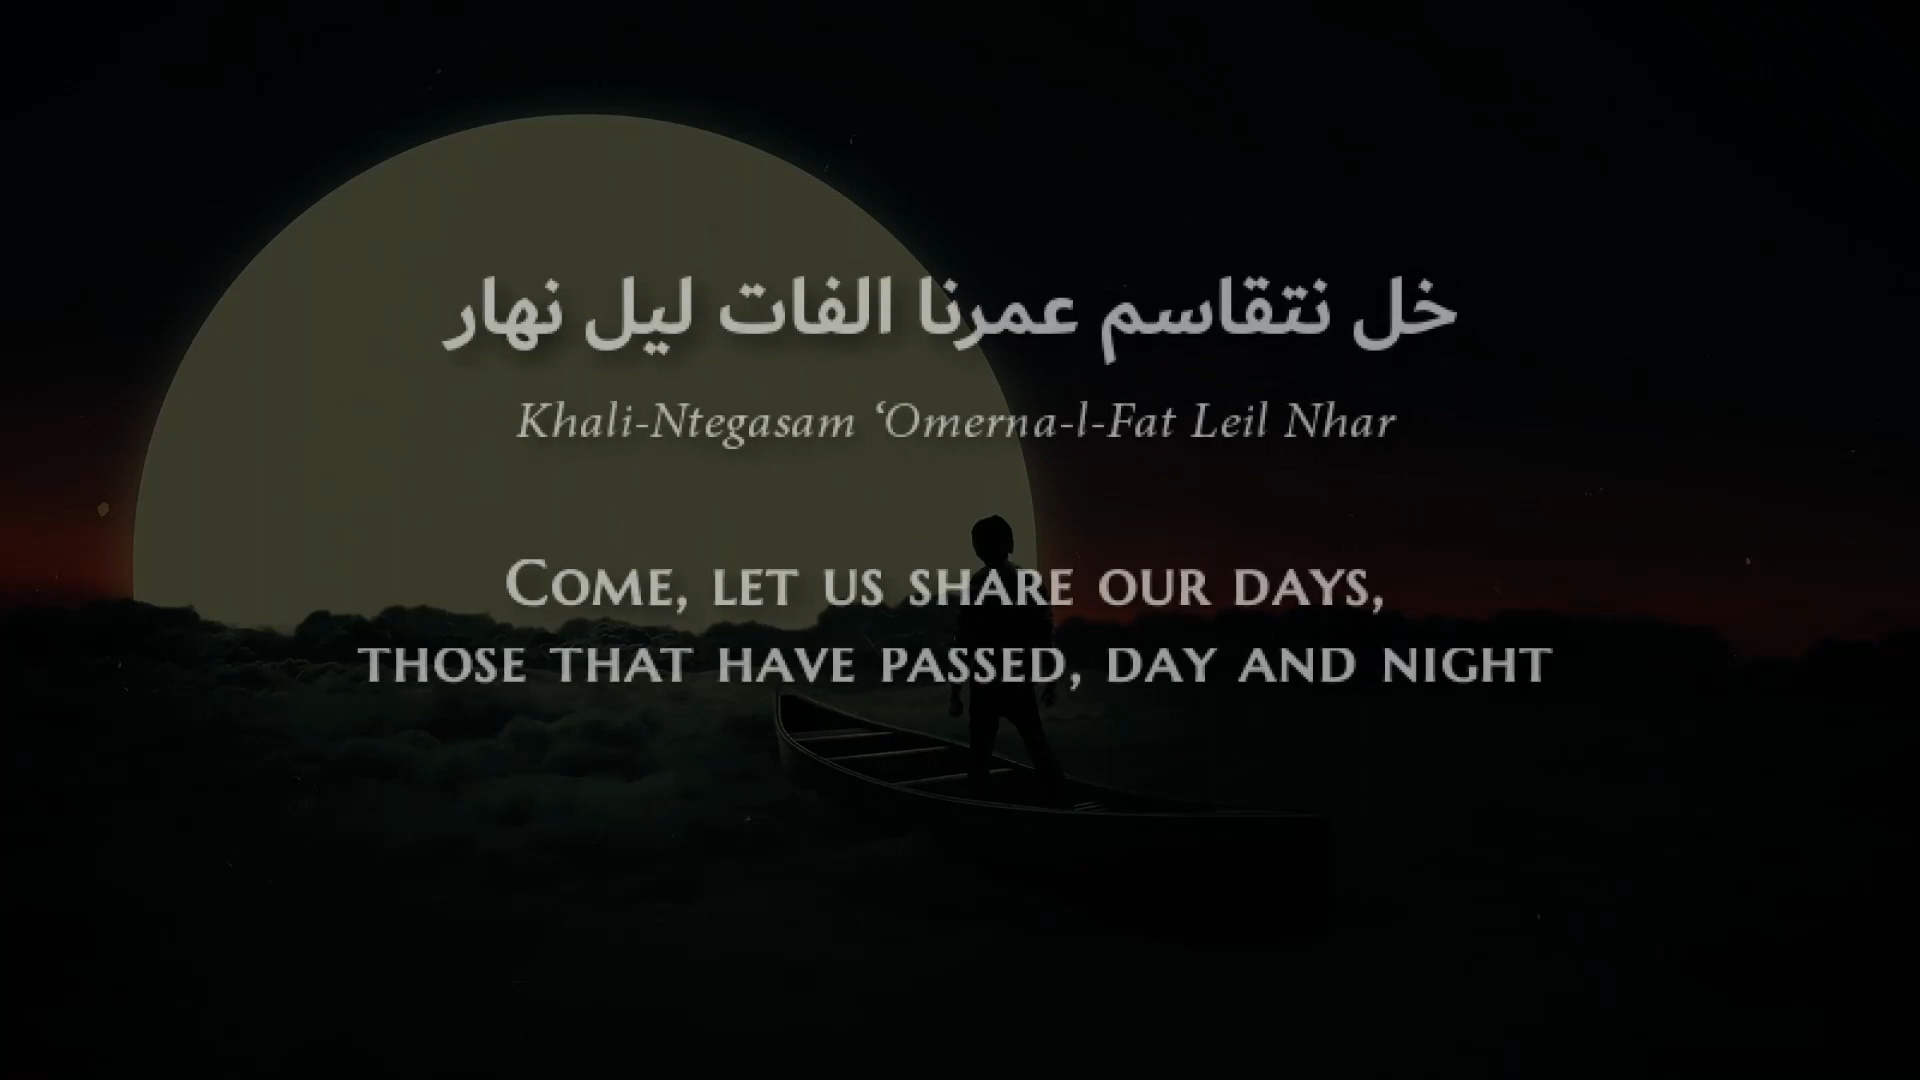 خل نتقاسم عمرنا الفات ليل نهار
Khali-Ntegasam ‘Omerna-l-Fat Leil Nhar
Come, let us share our days,
those that have passed, day and night